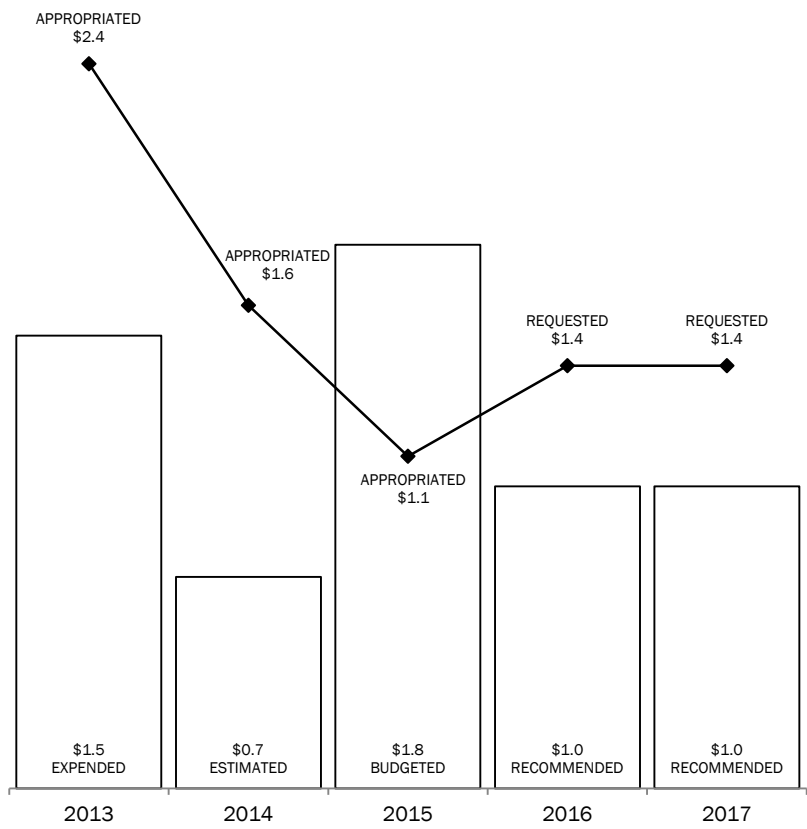 APPROPRIATED
$2.4
APPROPRIATED
$1.6
REQUESTED
$1.4
REQUESTED
$1.4
APPROPRIATED
$1.1
$1.5
EXPENDED
$0.7
ESTIMATED
$1.8
BUDGETED
$1.0
RECOMMENDED
$1.0
RECOMMENDED
2013
2014
2015
2016
2017